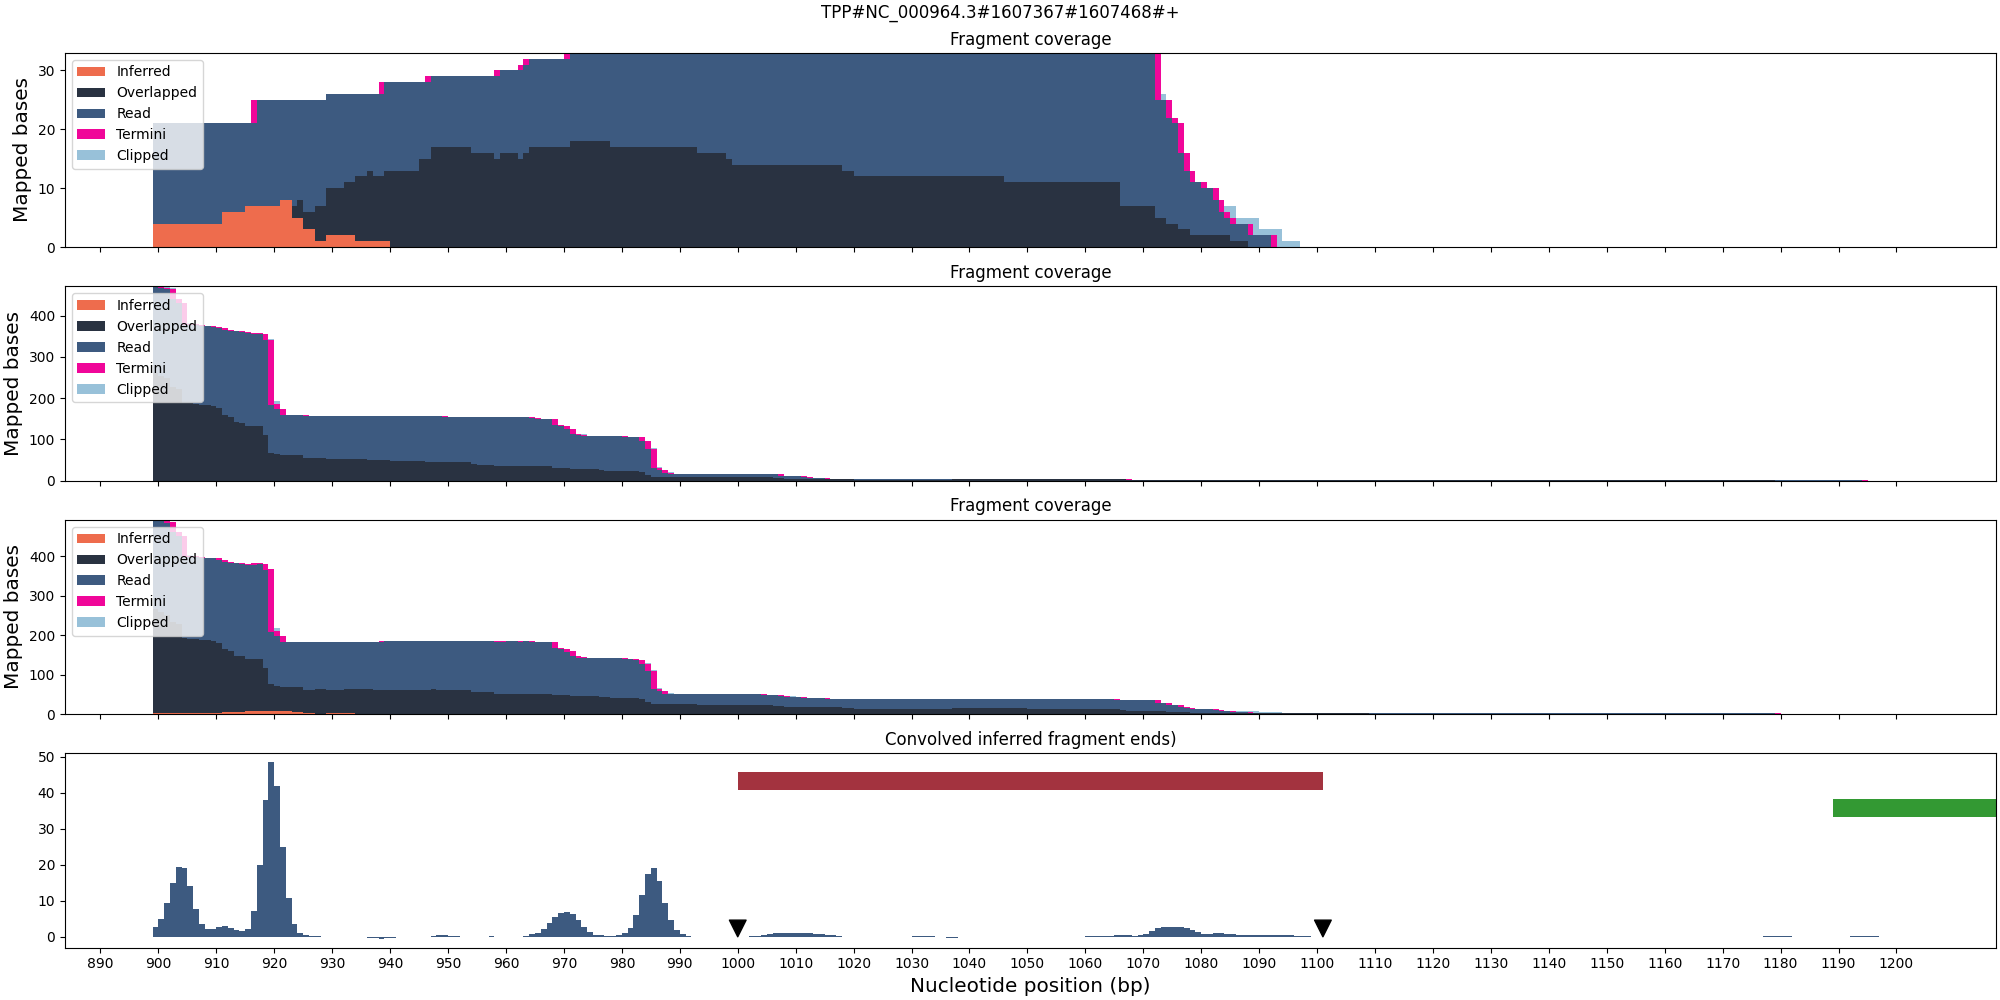 TPP#NC_000964.3#1607367#1607468#+
Fragment coverage
Mapped bases
30
20
10
0
Inferred
Overlapped
Read
Termini
Clipped
Fragment coverage
Mapped bases
400
300
200
100
0
Inferred
Overlapped
Read
Termini
Clipped
Fragment coverage
Mapped bases
400
300
200
100
0
Inferred
Overlapped
Read
Termini
Clipped
Convolved inferred fragment ends)
50
40
30
20
10
0
890 900 910 920 930 940 950 960 970 980 990 1000 1010 1020 1030 1040 1050 1060 1070 1080 1090 1100 1110 1120 1130 1140 1150 1160 1170 1180 1190 1200
Nucleotide position (bp)